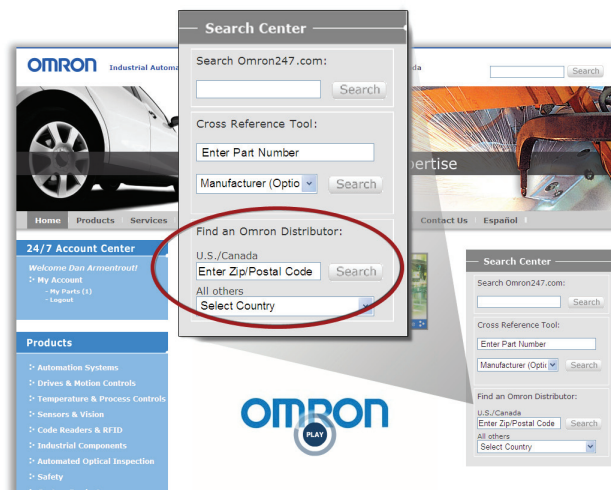 OMRON
Industrial Automa
da
Search
pertise
Home Products Services
Contact Us Español
24/7 Account Center
Welcome Dan Armentrout!
My Account
- My Parts (1)
- Logout
Products
Automation Systems
Drives & Motion Controls
Temperature & Process Controls
Sensors & Vision
Code Readers & RFID
Industrial Components
Automated Optical Inspection
Safety
Search Center
Search Omron247.com:
Search
Cross Reference Tool:
Enter Part Number
Manufacturer (Optio
Search
Find an Omron Distributor:
U.S./Canada
Enter Zip/Postal Code
Search
All others
Select Country
OMRON
PLAY
Search Center
Search Omron247.com:
Search
Cross Reference Tool:
Enter Part Number
Manufacturer (Optic
Search
Find an Omron Distributor:
U.S./Canada
Enter Zip/Postal Code
Search
All others
Select Country